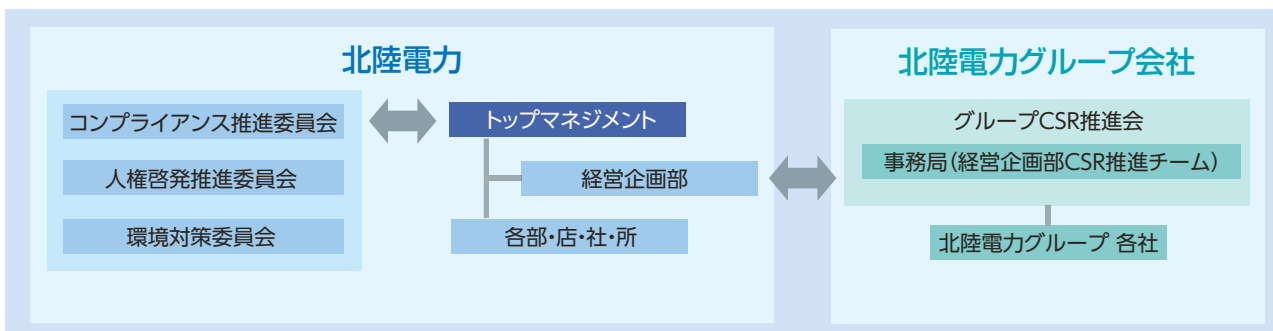 北陸電力
コンプライアンス推進委員会
人権啓発推進委員会
環境対策委員会
トップマネジメント
経営企画部
各部・店・社・所
北陸電力グループ会社
グループCSR推進会
事務局(経営企画部CSR推進チーム)
北陸電力グループ 各社